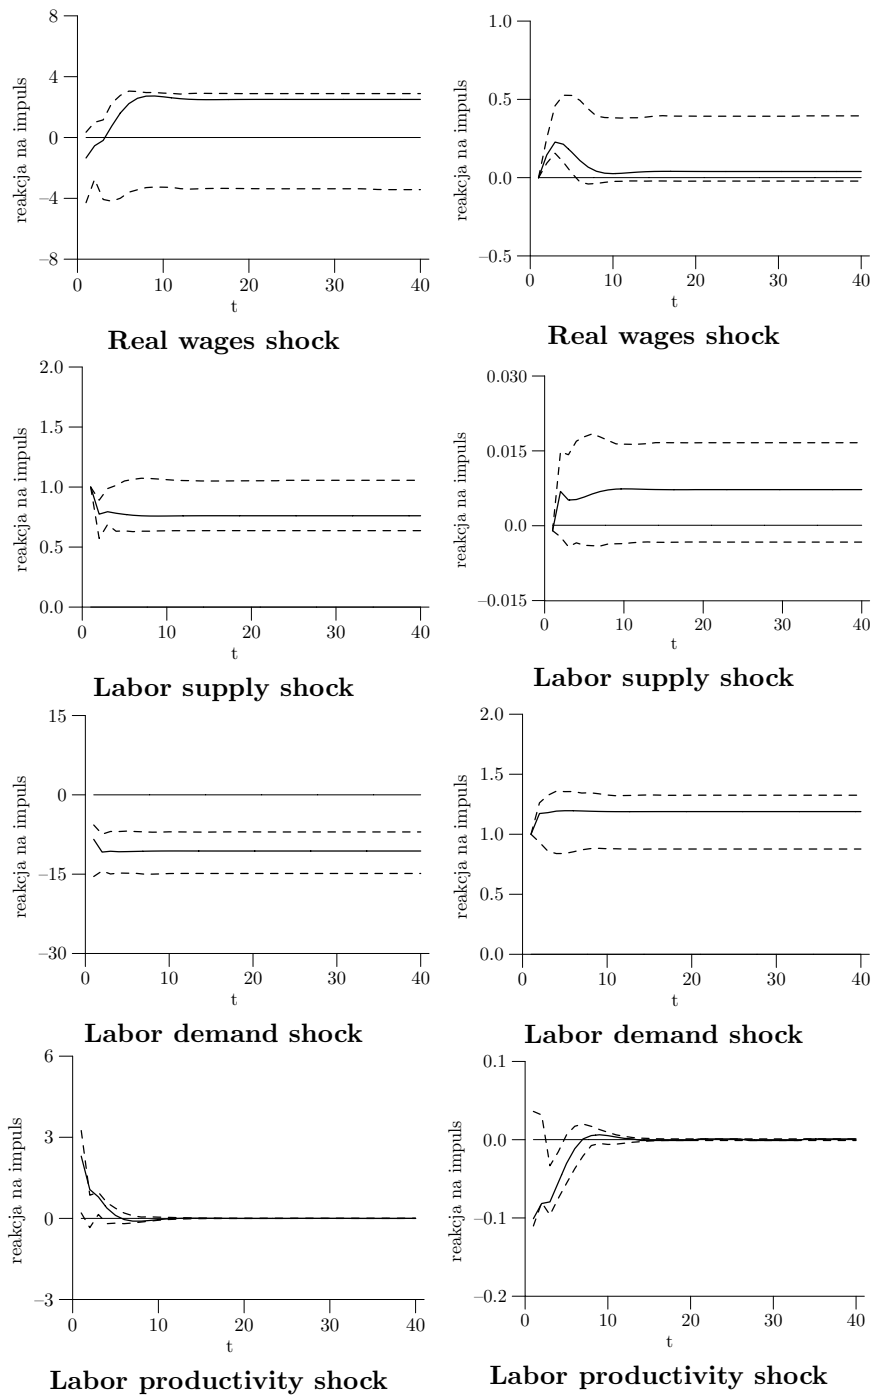 8
4
0
−4
−8
reakcja na impuls
0 10 20 30 40
t
Real wages shock
1.0
0.5
0.0
−0.5
reakcja na impuls
0 10 20 30 40
t
Real wages shock
2.0
1.5
1.0
0.5
0.0
reakcja na impuls
0 10 20 30 40
t
Labor supply shock
0.030
0.015
0.0
−0.015
reakcja na impuls
0 10 20 30 40
t
Labor supply shock
15
0
−15
−30
reakcja na impuls
0 10 20 30 40
t
Labor demand shock
2.0
1.5
1.0
0.5
0.0
reakcja na impuls
0 10 20 30 40
t
Labor demand shock
6
3
0
−3
reakcja na impuls
0 10 20 30 40
t
Labor productivity shock
0.1
0.0
−0.1
−0.2
reakcja na impuls
0 10 20 30 40
t
Labor productivity shock